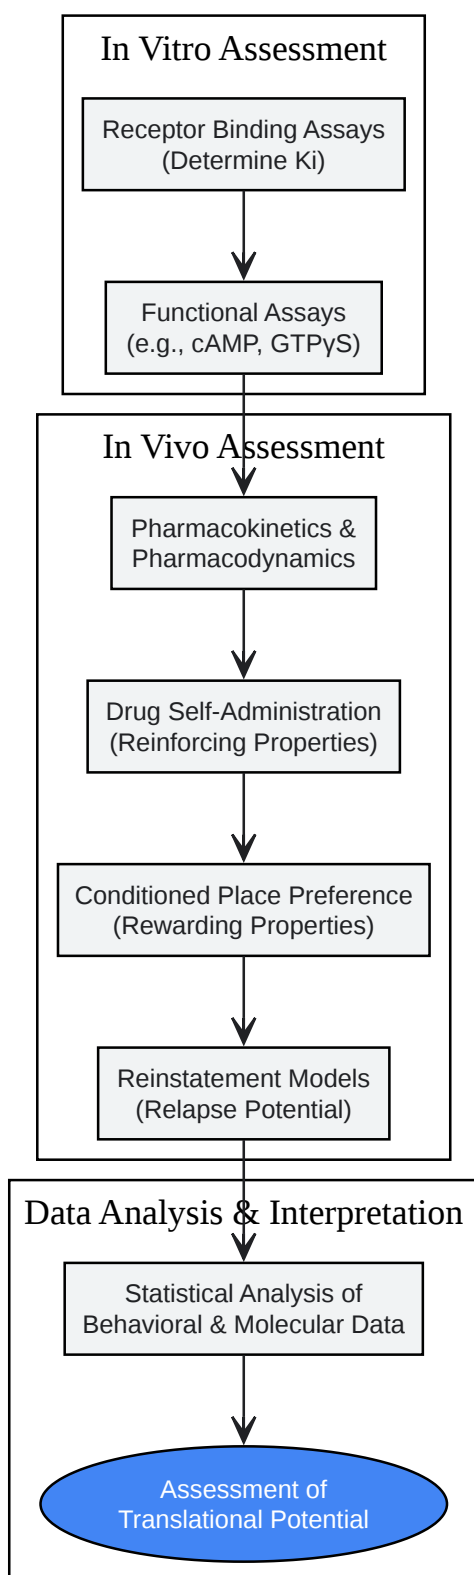 In Vitro Assessment
Receptor Binding Assays
(Determine Ki)
Functional Assays
(e.g., cAMP, GTPγS)
In Vivo Assessment
Pharmacokinetics &
Pharmacodynamics
Drug Self-Administration
(Reinforcing Properties)
Conditioned Place Preference
(Rewarding Properties)
Reinstatement Models
(Relapse Potential)
Data Analysis & Interpretation
Statistical Analysis of
Behavioral & Molecular Data
Assessment of
Translational Potential